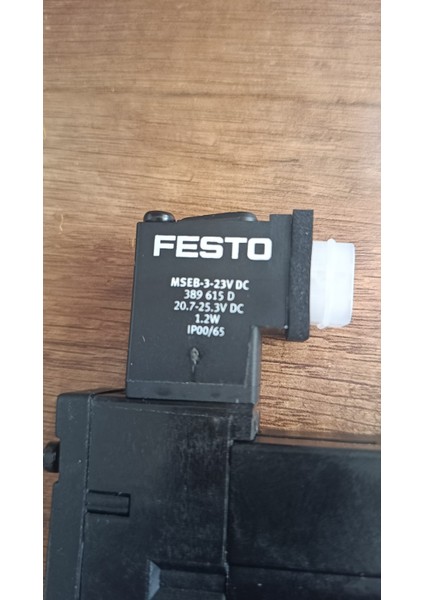 FESTO
MSEB-3-23V DC
389 615 D
20.7-25.3V DC
1.2W
IP00/65